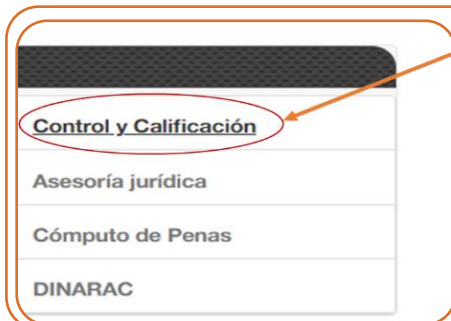 Control y Calificación
Asesoría jurídica
Cómputo de Penas
DINARAC